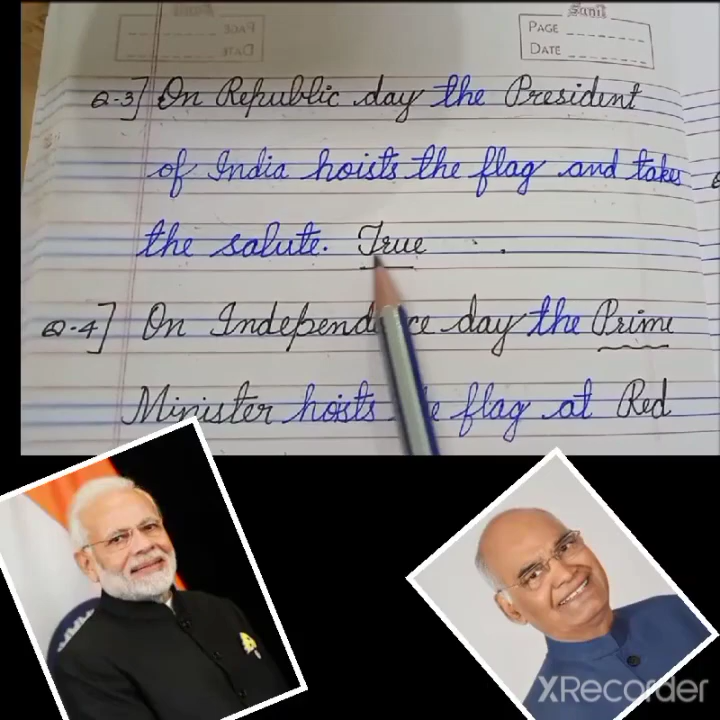 Sunil
PAGE
DATE
Q-3] On Republic day the President
of India hoists the flag and takes
the salute. True
Q-4] On Independence day the Prime
Minister hoists the flag at Red
XRecorder